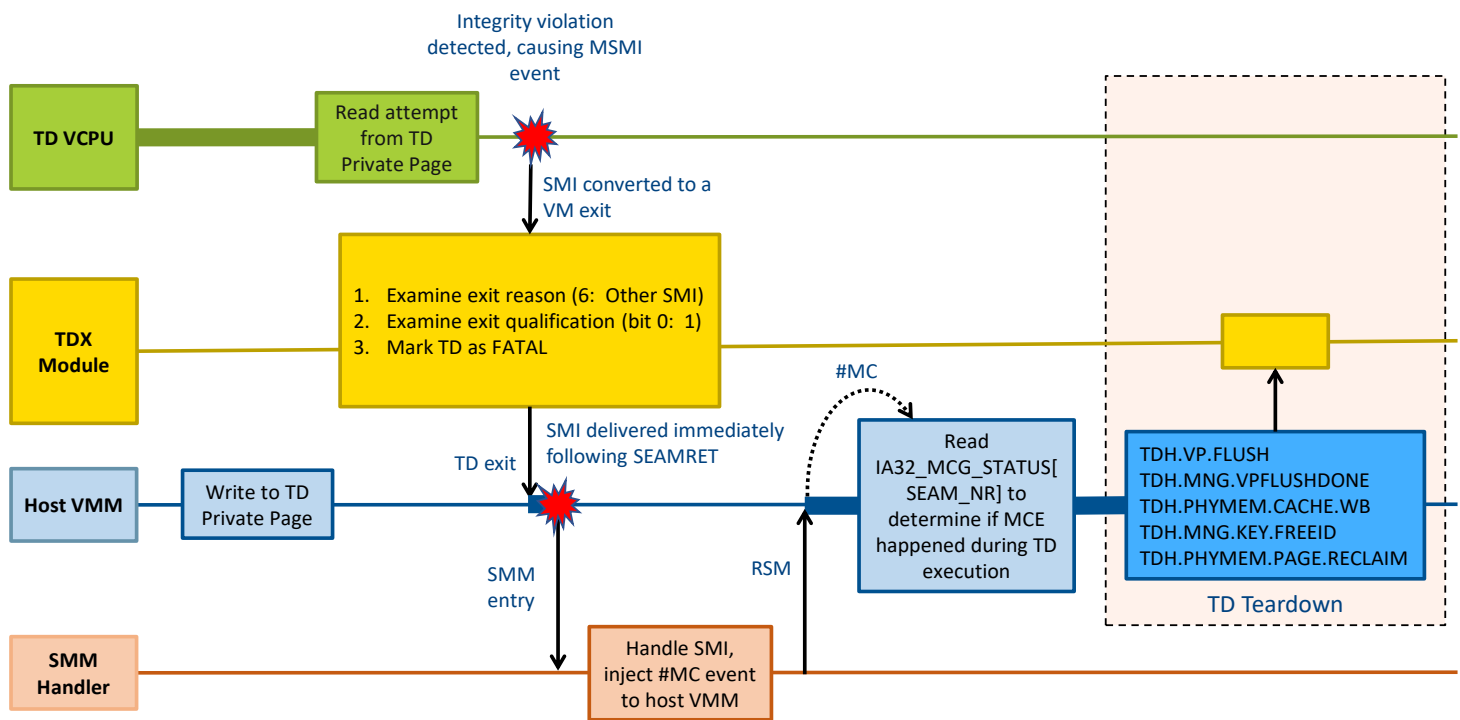 Integrity violation
detected, causing MSMI
event
TD VCPU
Read attempt
from TD
Private Page
SMI converted to a
VM exit
TDX
Module
1. Examine exit reason (6: Other SMI)
2. Examine exit qualification (bit 0: 1)
3. Mark TD as FATAL
#MC
TD exit
SMI delivered immediately
following SEAMRET
Host VMM
Write to TD
Private Page
Read
IA32_MCG_STATUS[
SEAM_NR] to
determine if MCE
happened during TD
execution
TDH.VP.FLUSH
TDH.MNG.VPFLUSHDONE
TDH.PHYMEM.CACHE.WB
TDH.MNG.KEY.FREEID
TDH.PHYMEM.PAGE.RECLAIM
TD Teardown
SMM
entry
RSM
SMM
Handler
Handle SMI,
inject #MC event
to host VMM